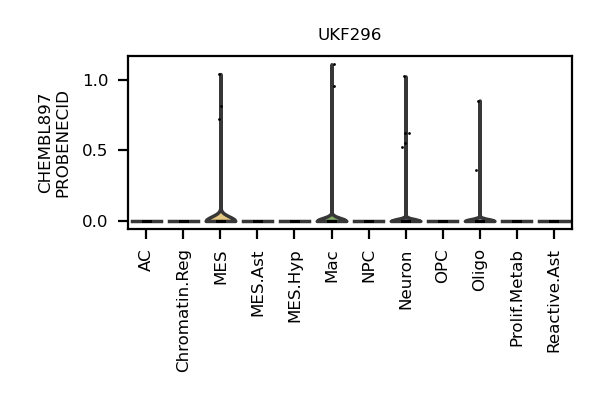 UKF296
CHEMBL897
PROBENECID
1.0
0.5
0.0
AC
Chromatin.Reg
MES
MES.Ast
MES.Hyp
Mac
NPC
Neuron
OPC
Oligo
Prolif.Metab
Reactive.Ast